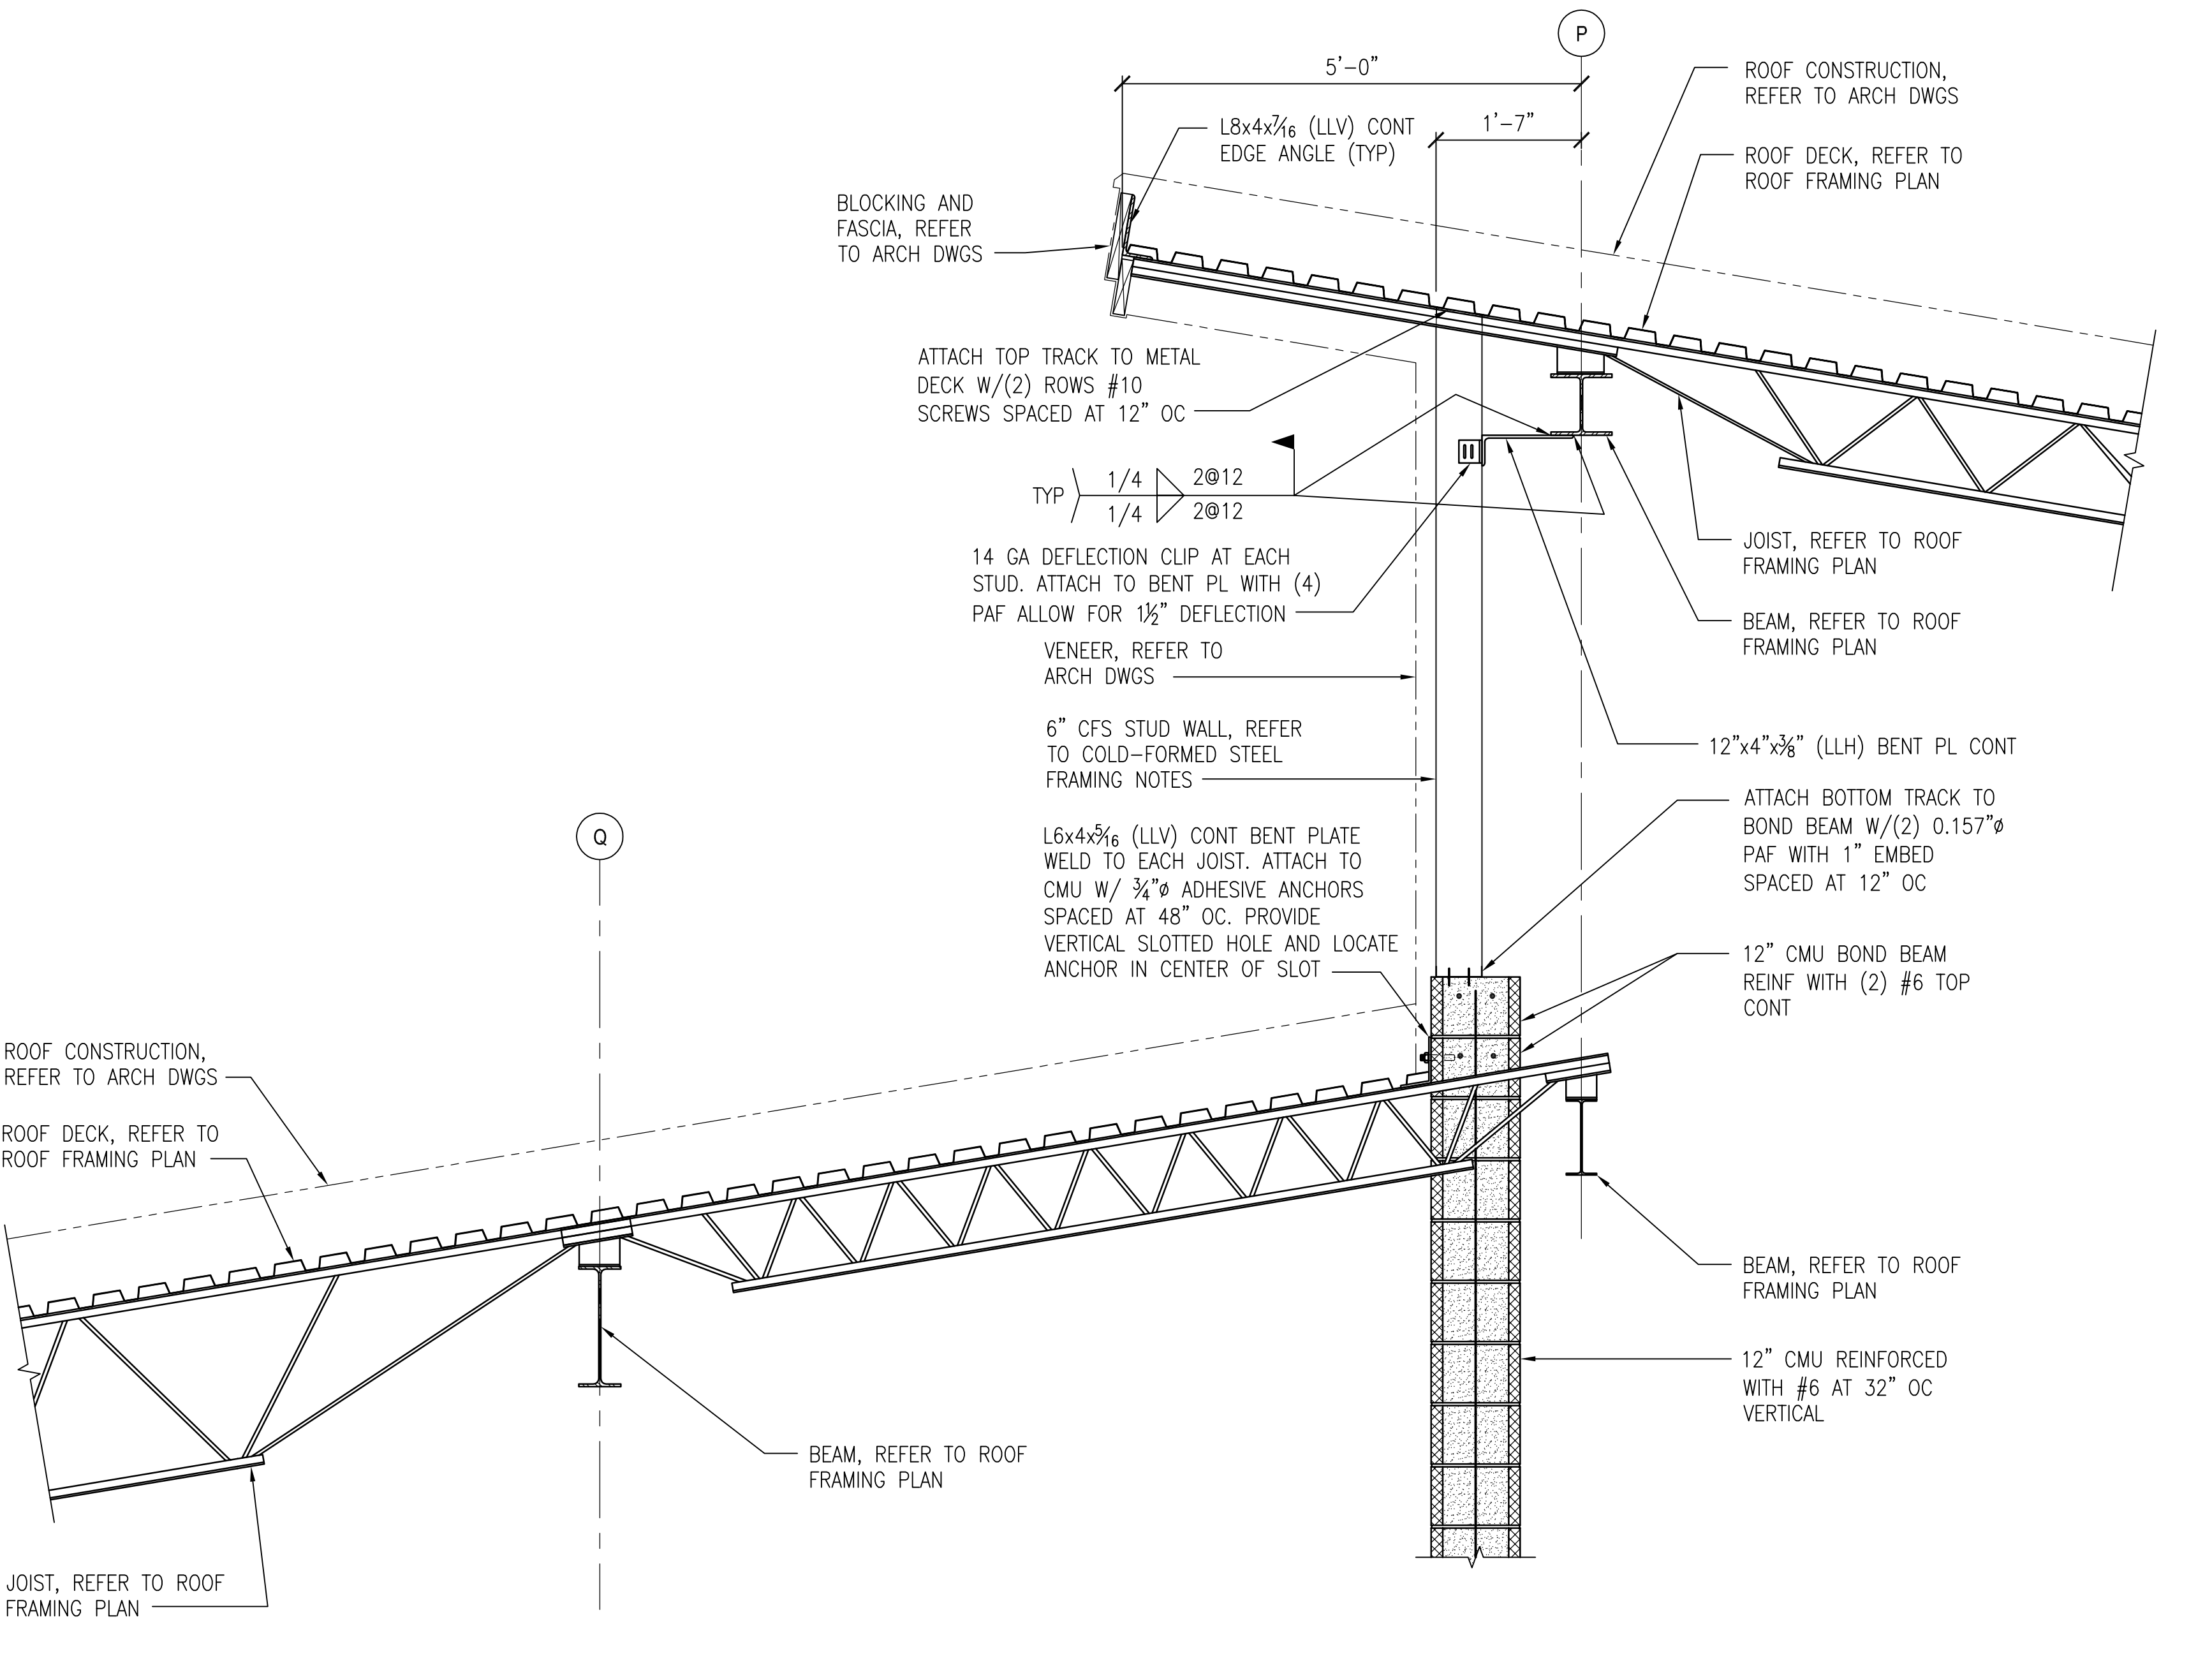 P
5'-0"
1'-7"
ROOF CONSTRUCTION,
REFER TO ARCH DWGS
L8x4x7/16 (LLV) CONT
EDGE ANGLE (TYP)
ROOF DECK, REFER TO
ROOF FRAMING PLAN
BLOCKING AND
FASCIA, REFER
TO ARCH DWGS
ATTACH TOP TRACK TO METAL
DECK W/(2) ROWS #10
SCREWS SPACED AT 12" OC
TYP
1/4
2@12
1/4
2@12
JOIST, REFER TO ROOF
FRAMING PLAN
14 GA DEFLECTION CLIP AT EACH
STUD. ATTACH TO BENT PL WITH (4)
PAF ALLOW FOR 1½" DEFLECTION
BEAM, REFER TO ROOF
FRAMING PLAN
VENEER, REFER TO
ARCH DWGS
6" CFS STUD WALL, REFER
TO COLD-FORMED STEEL
FRAMING NOTES
12"x4"x⅜" (LLH) BENT PL CONT
ATTACH BOTTOM TRACK TO
BOND BEAM W/(2) 0.157"ø
PAF WITH 1" EMBED
SPACED AT 12" OC
Q
L6x4x5/16 (LLV) CONT BENT PLATE
WELD TO EACH JOIST. ATTACH TO
CMU W/ ¾"ø ADHESIVE ANCHORS
SPACED AT 48" OC. PROVIDE
VERTICAL SLOTTED HOLE AND LOCATE
ANCHOR IN CENTER OF SLOT
12" CMU BOND BEAM
REINF WITH (2) #6 TOP
CONT
ROOF CONSTRUCTION,
REFER TO ARCH DWGS
ROOF DECK, REFER TO
ROOF FRAMING PLAN
BEAM, REFER TO ROOF
FRAMING PLAN
12" CMU REINFORCED
WITH #6 AT 32" OC
VERTICAL
BEAM, REFER TO ROOF
FRAMING PLAN
JOIST, REFER TO ROOF
FRAMING PLAN